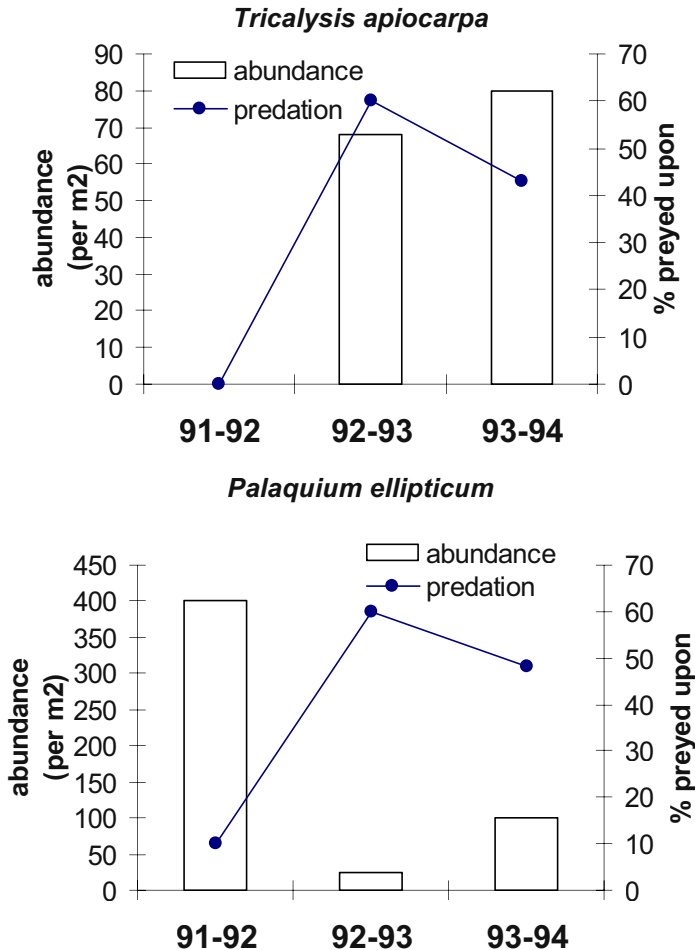 Tricalysis apiocarpa
abundance
predation
abundance
(per m2)
90
80
70
60
50
40
30
20
10
0
70
60
50
40
30
20
10
0
% preyed upon
91-92 92-93 93-94
Palaquium ellipticum
abundance
predation
abundance
(per m2)
450
400
350
300
250
200
150
100
50
0
70
60
50
40
30
20
10
0
% preyed upon
91-92 92-93 93-94